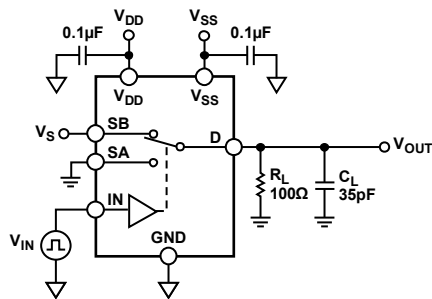 VDD
VSS
0.1µF
0.1µF
VDD
VSS
VS
SB
D
VOUT
SA
RL
100Ω
CL
35pF
IN
VIN
GND